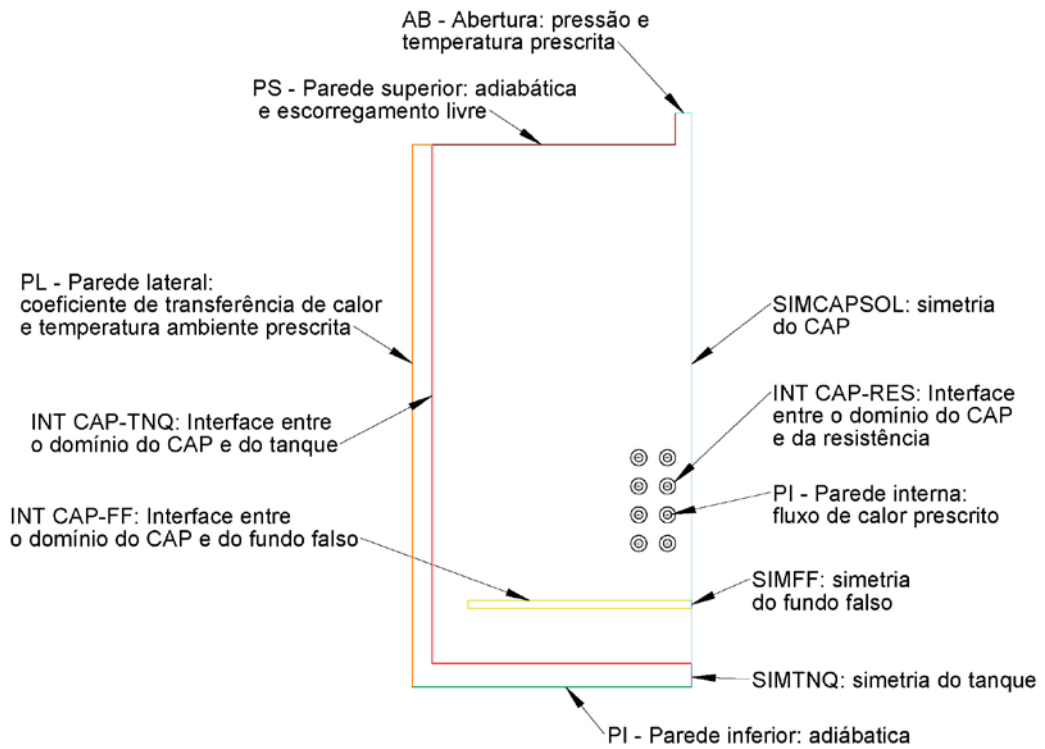 AB - Abertura: pressão e
temperatura prescrita
PS - Parede superior: adiabática
e escorregamento livre
PL - Parede lateral:
coeficiente de transferência de calor
e temperatura ambiente prescrita
INT CAP-TNQ: Interface entre
o domínio do CAP e do tanque
INT CAP-FF: Interface entre
o domínio do CAP e do fundo falso
SIMCAPSOL: simetria
do CAP
INT CAP-RES: Interface
entre o domínio do CAP
e da resistência
PI - Parede interna:
fluxo de calor prescrito
SIMFF: simetria
do fundo falso
SIMTNQ: simetria do tanque
PI - Parede inferior: adiábatica